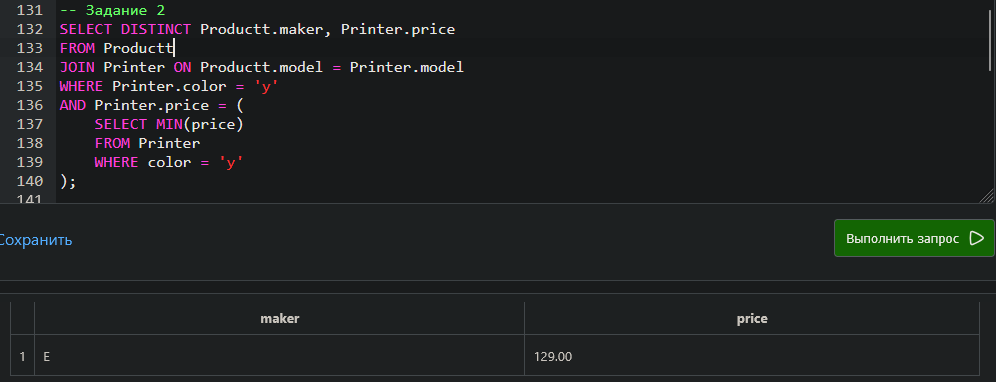 131 -- Задание 2
132 SELECT DISTINCT Productt.maker, Printer.price
133 FROM Productt
134 JOIN Printer ON Productt.model = Printer.model
135 WHERE Printer.color = 'y'
136 AND Printer.price = (
137     SELECT MIN(price)
138     FROM Printer
139     WHERE color = 'y'
140 );
141
Сохранить
Выполнить запрос
maker price
1 E 129.00